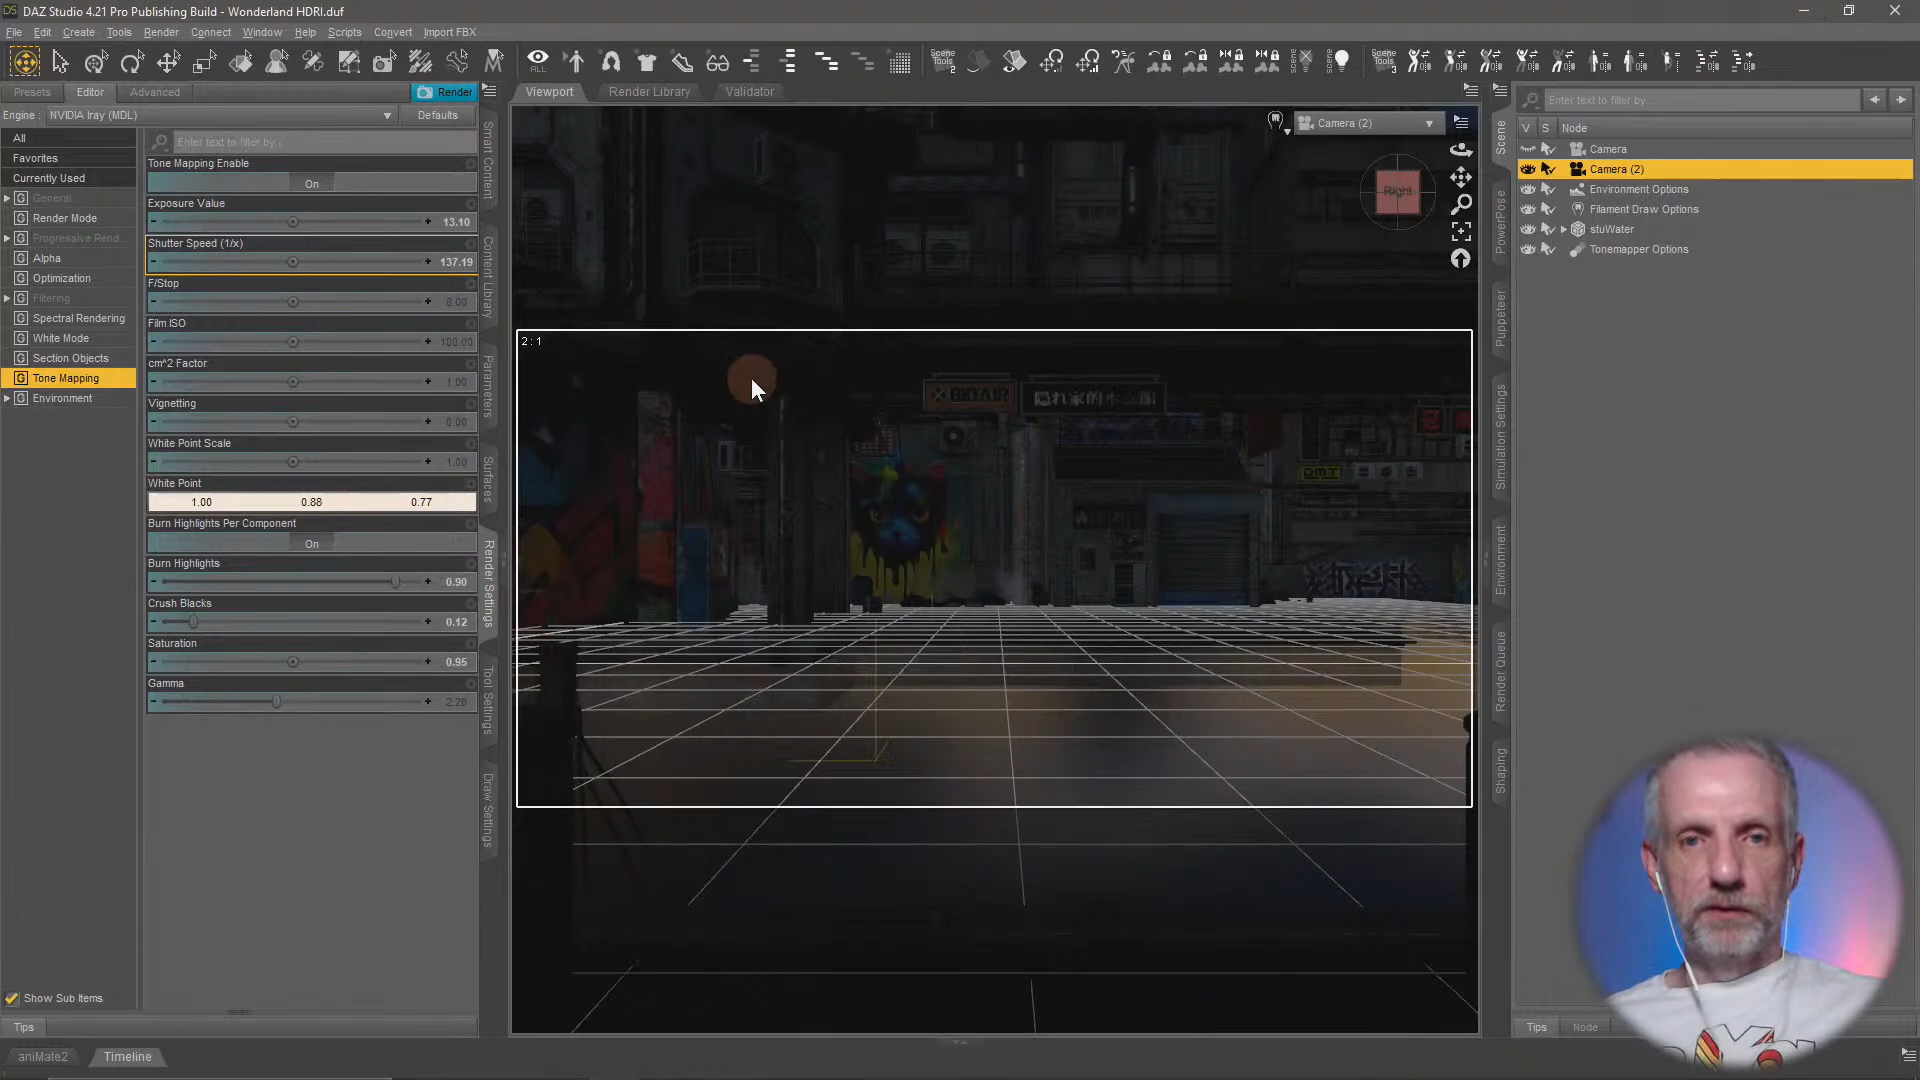 DAZ Studio 4.21 Pro Publishing Build - Wonderland HDRI.duf
File Edit Create Tools Render Connect Window Help Scripts Convert Import FBX
ALL
Scene Tools 2
scene
Scene Tools 3
Presets Editor Advanced Render
Viewport Render Library Validator
Engine : NVIDIA Iray (MDL) Defaults
Enter text to filter by...
Enter text to filter by...
All
Favorites
Currently Used
General
Render Mode
Progressive Rend...
Alpha
Optimization
Filtering
Spectral Rendering
White Mode
Section Objects
Tone Mapping
Environment
Tone Mapping Enable
On
Exposure Value
13.10
Shutter Speed (1/x)
137.19
F/Stop
8.00
Film ISO
100.00
cm^2 Factor
1.00
Vignetting
0.00
White Point Scale
1.00
White Point
1.00 0.88 0.77
Burn Highlights Per Component
On
Burn Highlights
0.90
Crush Blacks
0.12
Saturation
0.95
Gamma
2.20
Show Sub Items
Tips
aniMate2 Timeline
Smart Content
Content Library
Parameters
Surfaces
Render Settings
Tool Settings
Draw Settings
Camera (2)
Right
2 : 1
DMT
Scene
PowerPose
Puppeteer
Simulation Settings
Environment
Render Queue
Shaping
V S Node
Camera
Camera (2)
Environment Options
Filament Draw Options
stuWater
Tonemapper Options
Tips Node